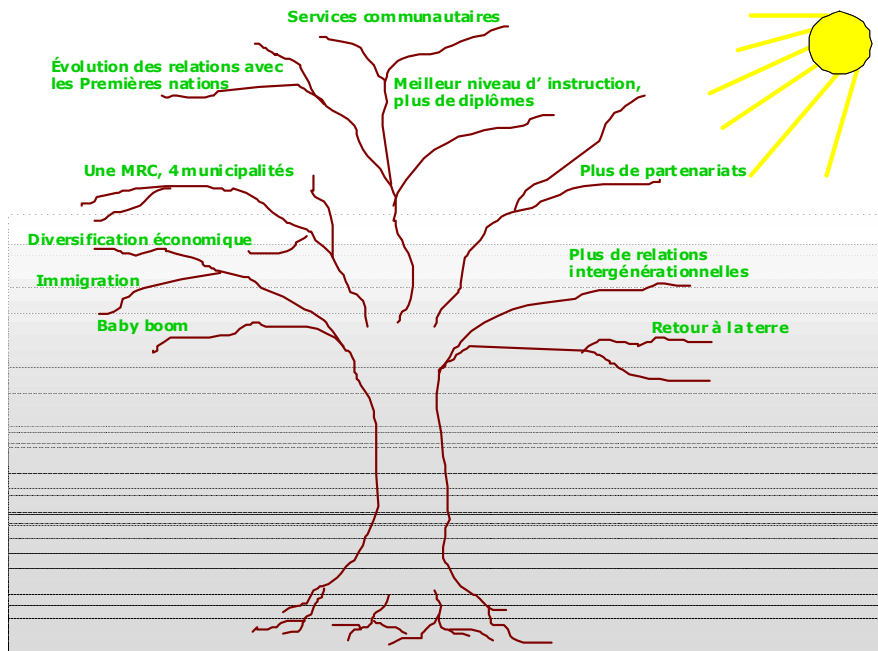 Services communautaires
Évolution des relations avec
les Premières nations
Meilleur niveau d’ instruction,
plus de diplômes
Une MRC, 4 municipalités
Plus de partenariats
Diversification économique
Plus de relations
intergénérationnelles
Immigration
Baby boom
Retour à la terre